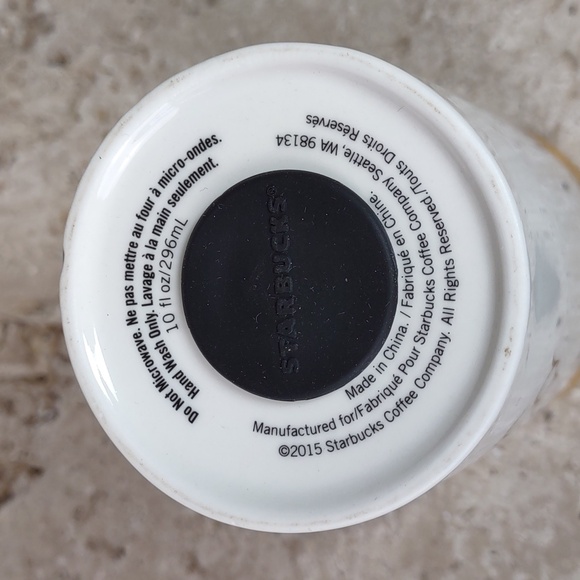 Do Not Microwave. Ne pas mettre au four à micro-ondes.
Hand Wash Only. Lavage à la main seulement.
10 fl oz/296mL
STARBUCKS
Made in China. / Fabriqué en Chine.
Manufactured for/Fabriqué Pour Starbucks Coffee Company Seattle, WA 98134
©2015 Starbucks Coffee Company. All Rights Reserved./Touts Droits Réservés